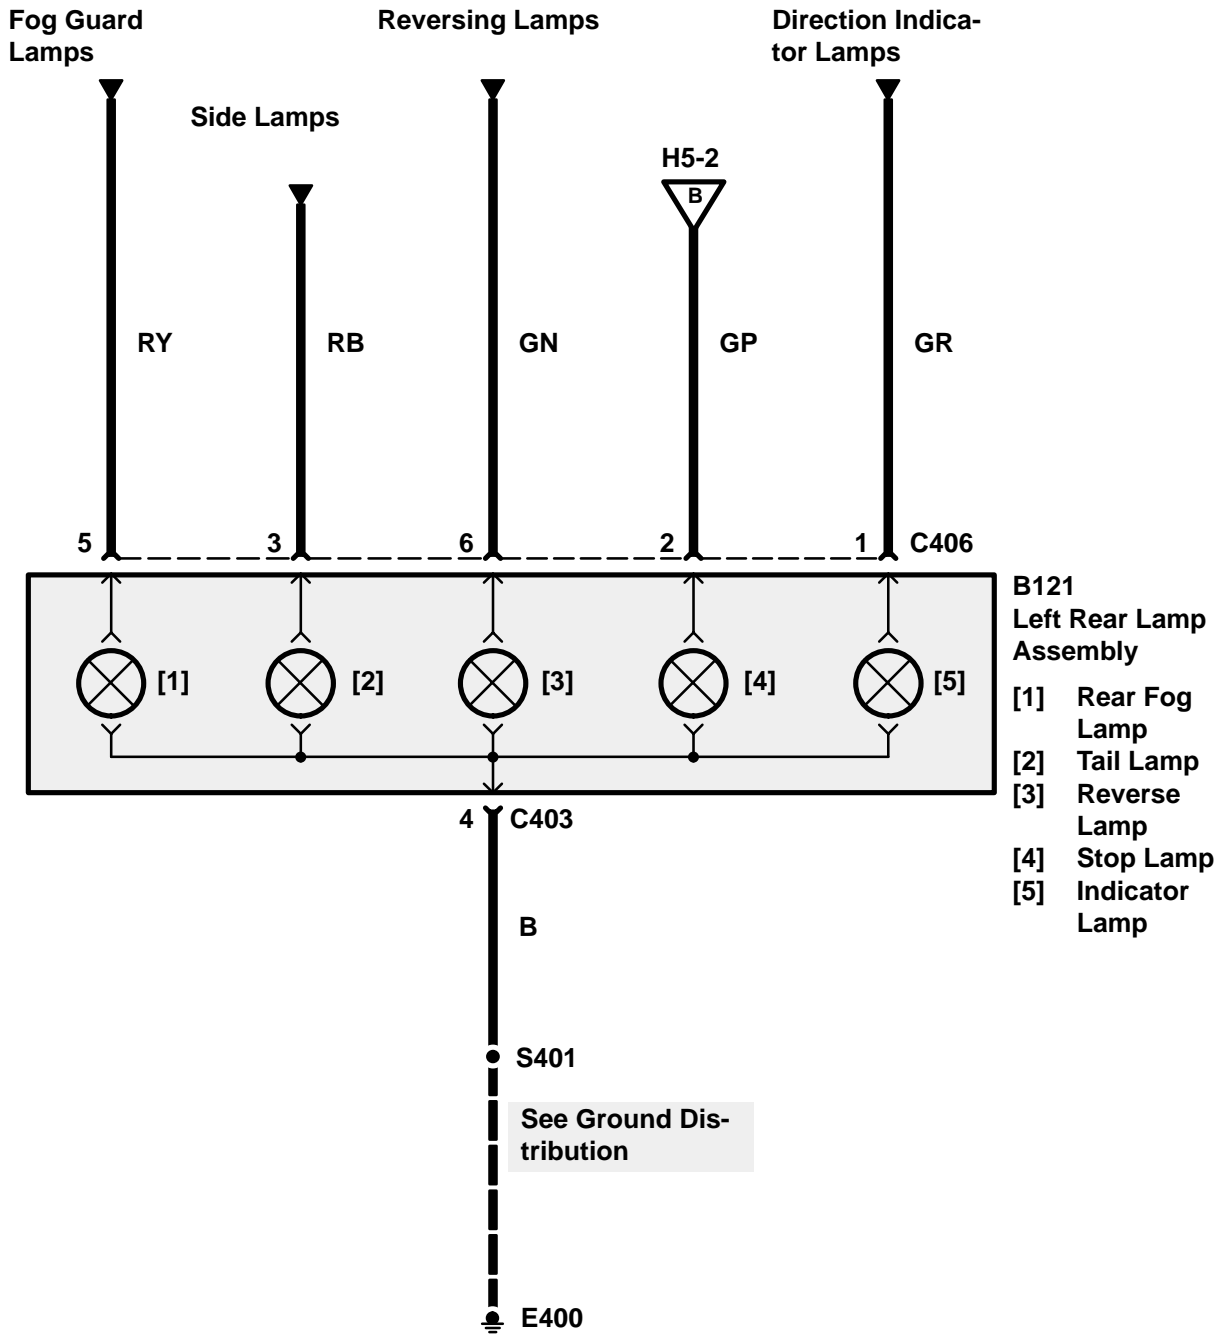 Fog Guard
Lamps
Reversing Lamps
Direction Indica-
tor Lamps
Side Lamps
H5-2
B
RY
RB
GN
GP
GR
5
3
6
2
1
C406
B121
Left Rear Lamp
Assembly
[1]
[2]
[3]
[4]
[5]
[1] Rear Fog
Lamp
[2] Tail Lamp
[3] Reverse
Lamp
[4] Stop Lamp
[5] Indicator
Lamp
4
C403
B
S401
See Ground Dis-
tribution
E400